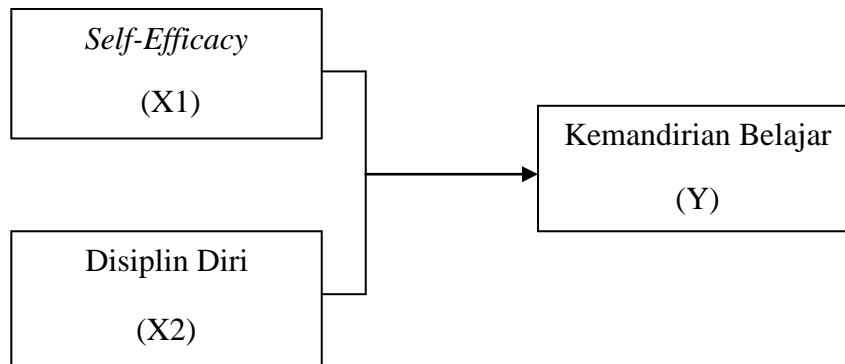 Self-Efficacy
(X1)
Kemandirian Belajar
(Y)
Disiplin Diri
(X2)